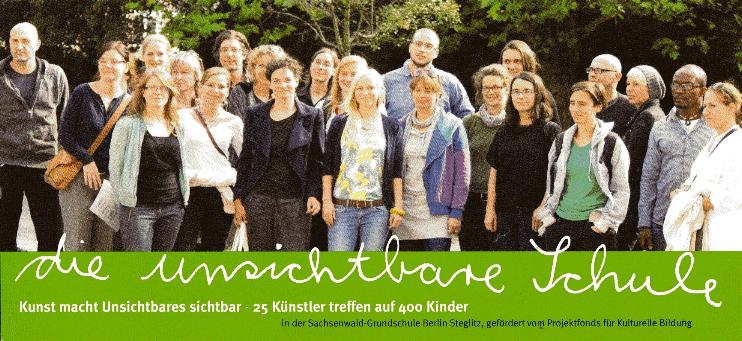 die unsichtbare Schule
Kunst macht Unsichtbares sichtbar · 25 Künstler treffen auf 400 Kinder
in der Sachsenwald-Grundschule Berlin Steglitz, gefördert vom Projektfonds für Kulturelle Bildung